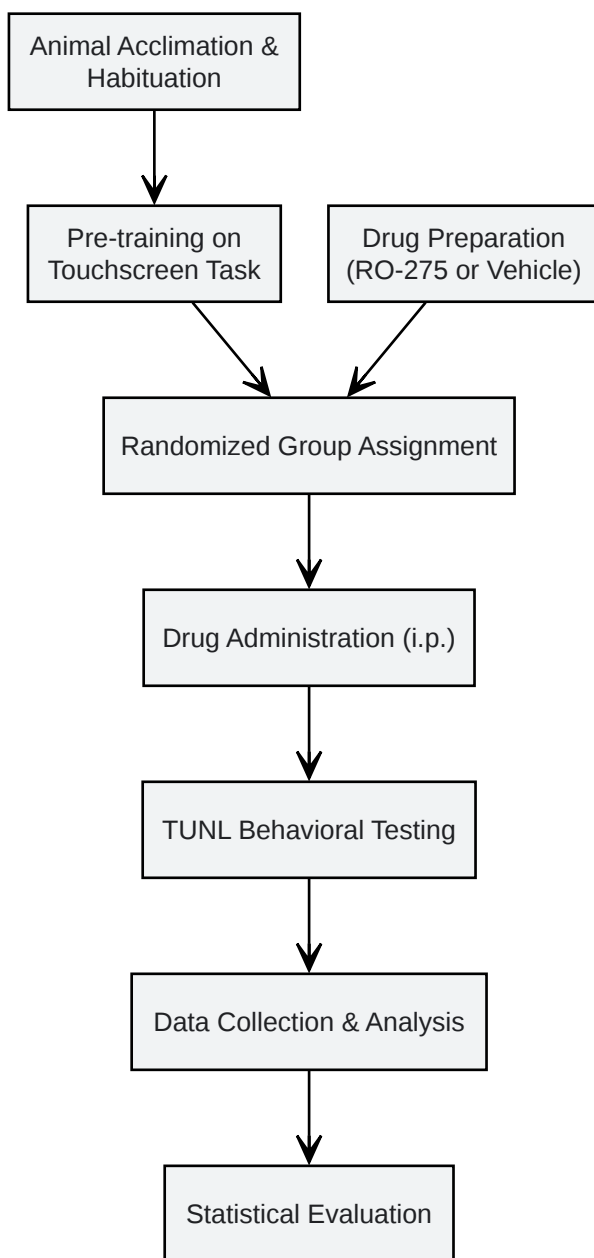 Animal Acclimation &
Habituation
Pre-training on
Touchscreen Task
Drug Preparation
(RO-275 or Vehicle)
Randomized Group Assignment
Drug Administration (i.p.)
TUNL Behavioral Testing
Data Collection & Analysis
Statistical Evaluation